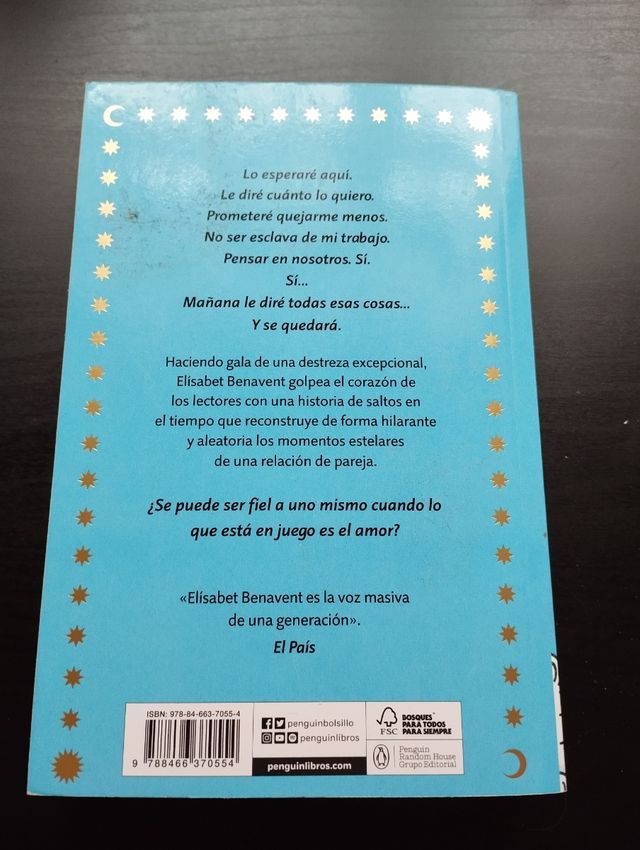 Lo esperaré aquí.
Le diré cuánto lo quiero.
Prometeré quejarme menos.
No ser esclava de mi trabajo.
Pensar en nosotros. Sí.
Sí...
Mañana le diré todas esas cosas...
Y se quedará.
Haciendo gala de una destreza excepcional,
Elísabet Benavent golpea el corazón de
los lectores con una historia de saltos en
el tiempo que reconstruye de forma hilarante
y aleatoria los momentos estelares
de una relación de pareja.
¿Se puede ser fiel a uno mismo cuando lo
que está en juego es el amor?
«Elísabet Benavent es la voz masiva
de una generación».
El País
ISBN: 978-84-663-7055-4
9 788466 370554
penguinbolsillo
penguinlibros
penguinlibros.com
FSC
BOSQUES™
PARA TODOS
PARA SIEMPRE
Penguin
Random House
Grupo Editorial